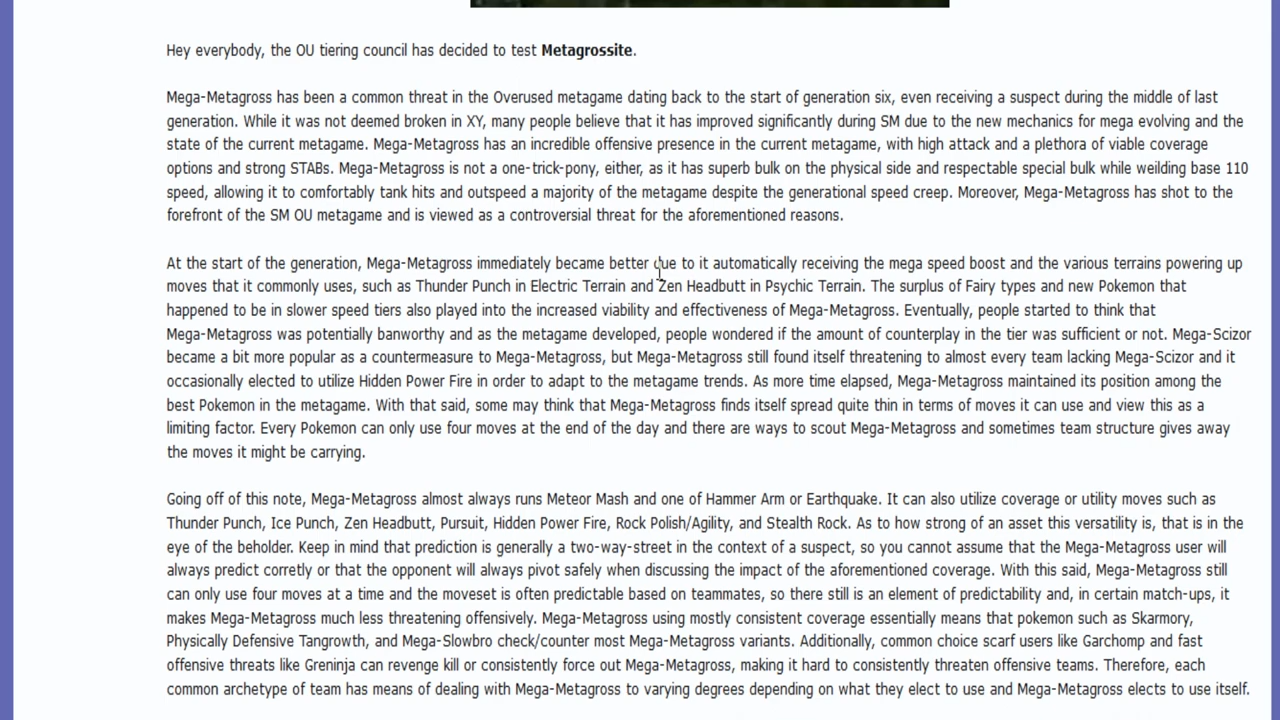 Hey everybody, the OU tiering council has decided to test Metagrossite.
Mega-Metagross has been a common threat in the Overused metagame dating back to the start of generation six, even receiving a suspect during the middle of last
generation. While it was not deemed broken in XY, many people believe that it has improved significantly during SM due to the new mechanics for mega evolving and the
state of the current metagame. Mega-Metagross has an incredible offensive presence in the current metagame, with high attack and a plethora of viable coverage
options and strong STABs. Mega-Metagross is not a one-trick-pony, either, as it has superb bulk on the physical side and respectable special bulk while weilding base 110
speed, allowing it to comfortably tank hits and outspeed a majority of the metagame despite the generational speed creep. Moreover, Mega-Metagross has shot to the
forefront of the SM OU metagame and is viewed as a controversial threat for the aforementioned reasons.
At the start of the generation, Mega-Metagross immediately became better due to it automatically receiving the mega speed boost and the various terrains powering up
moves that it commonly uses, such as Thunder Punch in Electric Terrain and Zen Headbutt in Psychic Terrain. The surplus of Fairy types and new Pokemon that
happened to be in slower speed tiers also played into the increased viability and effectiveness of Mega-Metagross. Eventually, people started to think that
Mega-Metagross was potentially banworthy and as the metagame developed, people wondered if the amount of counterplay in the tier was sufficient or not. Mega-Scizor
became a bit more popular as a countermeasure to Mega-Metagross, but Mega-Metagross still found itself threatening to almost every team lacking Mega-Scizor and it
occasionally elected to utilize Hidden Power Fire in order to adapt to the metagame trends. As more time elapsed, Mega-Metagross maintained its position among the
best Pokemon in the metagame. With that said, some may think that Mega-Metagross finds itself spread quite thin in terms of moves it can use and view this as a
limiting factor. Every Pokemon can only use four moves at the end of the day and there are ways to scout Mega-Metagross and sometimes team structure gives away
the moves it might be carrying.
Going off of this note, Mega-Metagross almost always runs Meteor Mash and one of Hammer Arm or Earthquake. It can also utilize coverage or utility moves such as
Thunder Punch, Ice Punch, Zen Headbutt, Pursuit, Hidden Power Fire, Rock Polish/Agility, and Stealth Rock. As to how strong of an asset this versatility is, that is in the
eye of the beholder. Keep in mind that prediction is generally a two-way-street in the context of a suspect, so you cannot assume that the Mega-Metagross user will
always predict corretly or that the opponent will always pivot safely when discussing the impact of the aforementioned coverage. With this said, Mega-Metagross still
can only use four moves at a time and the moveset is often predictable based on teammates, so there still is an element of predictability and, in certain match-ups, it
makes Mega-Metagross much less threatening offensively. Mega-Metagross using mostly consistent coverage essentially means that pokemon such as Skarmory,
Physically Defensive Tangrowth, and Mega-Slowbro check/counter most Mega-Metagross variants. Additionally, common choice scarf users like Garchomp and fast
offensive threats like Greninja can revenge kill or consistently force out Mega-Metagross, making it hard to consistently threaten offensive teams. Therefore, each
common archetype of team has means of dealing with Mega-Metagross to varying degrees depending on what they elect to use and Mega-Metagross elects to use itself.